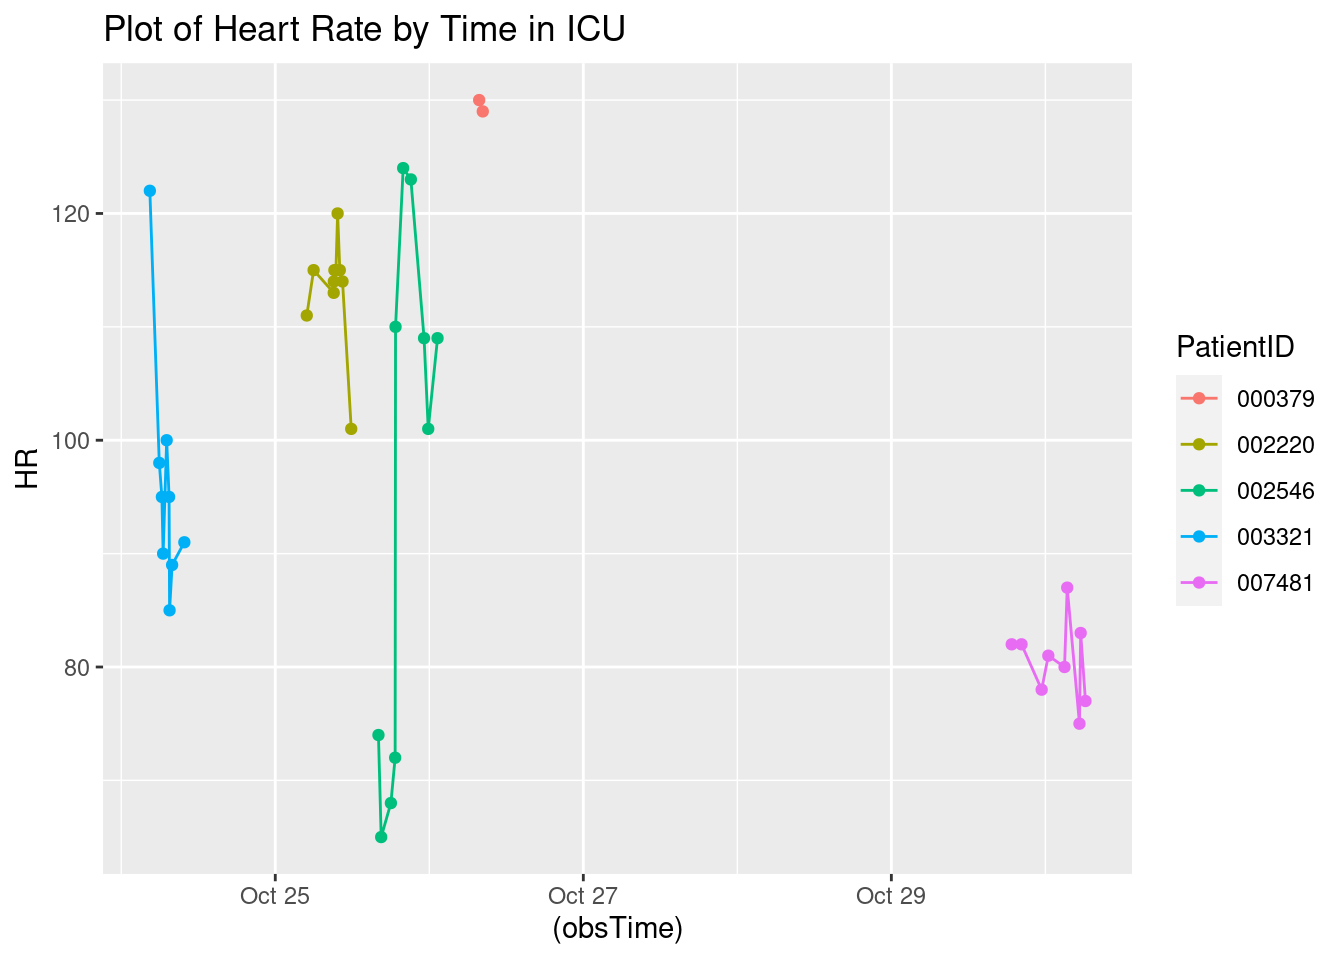 Plot of Heart Rate by Time in ICU
HR
120
100
80
Oct 25
Oct 27
Oct 29
(obsTime)
PatientID
000379
002220
002546
003321
007481